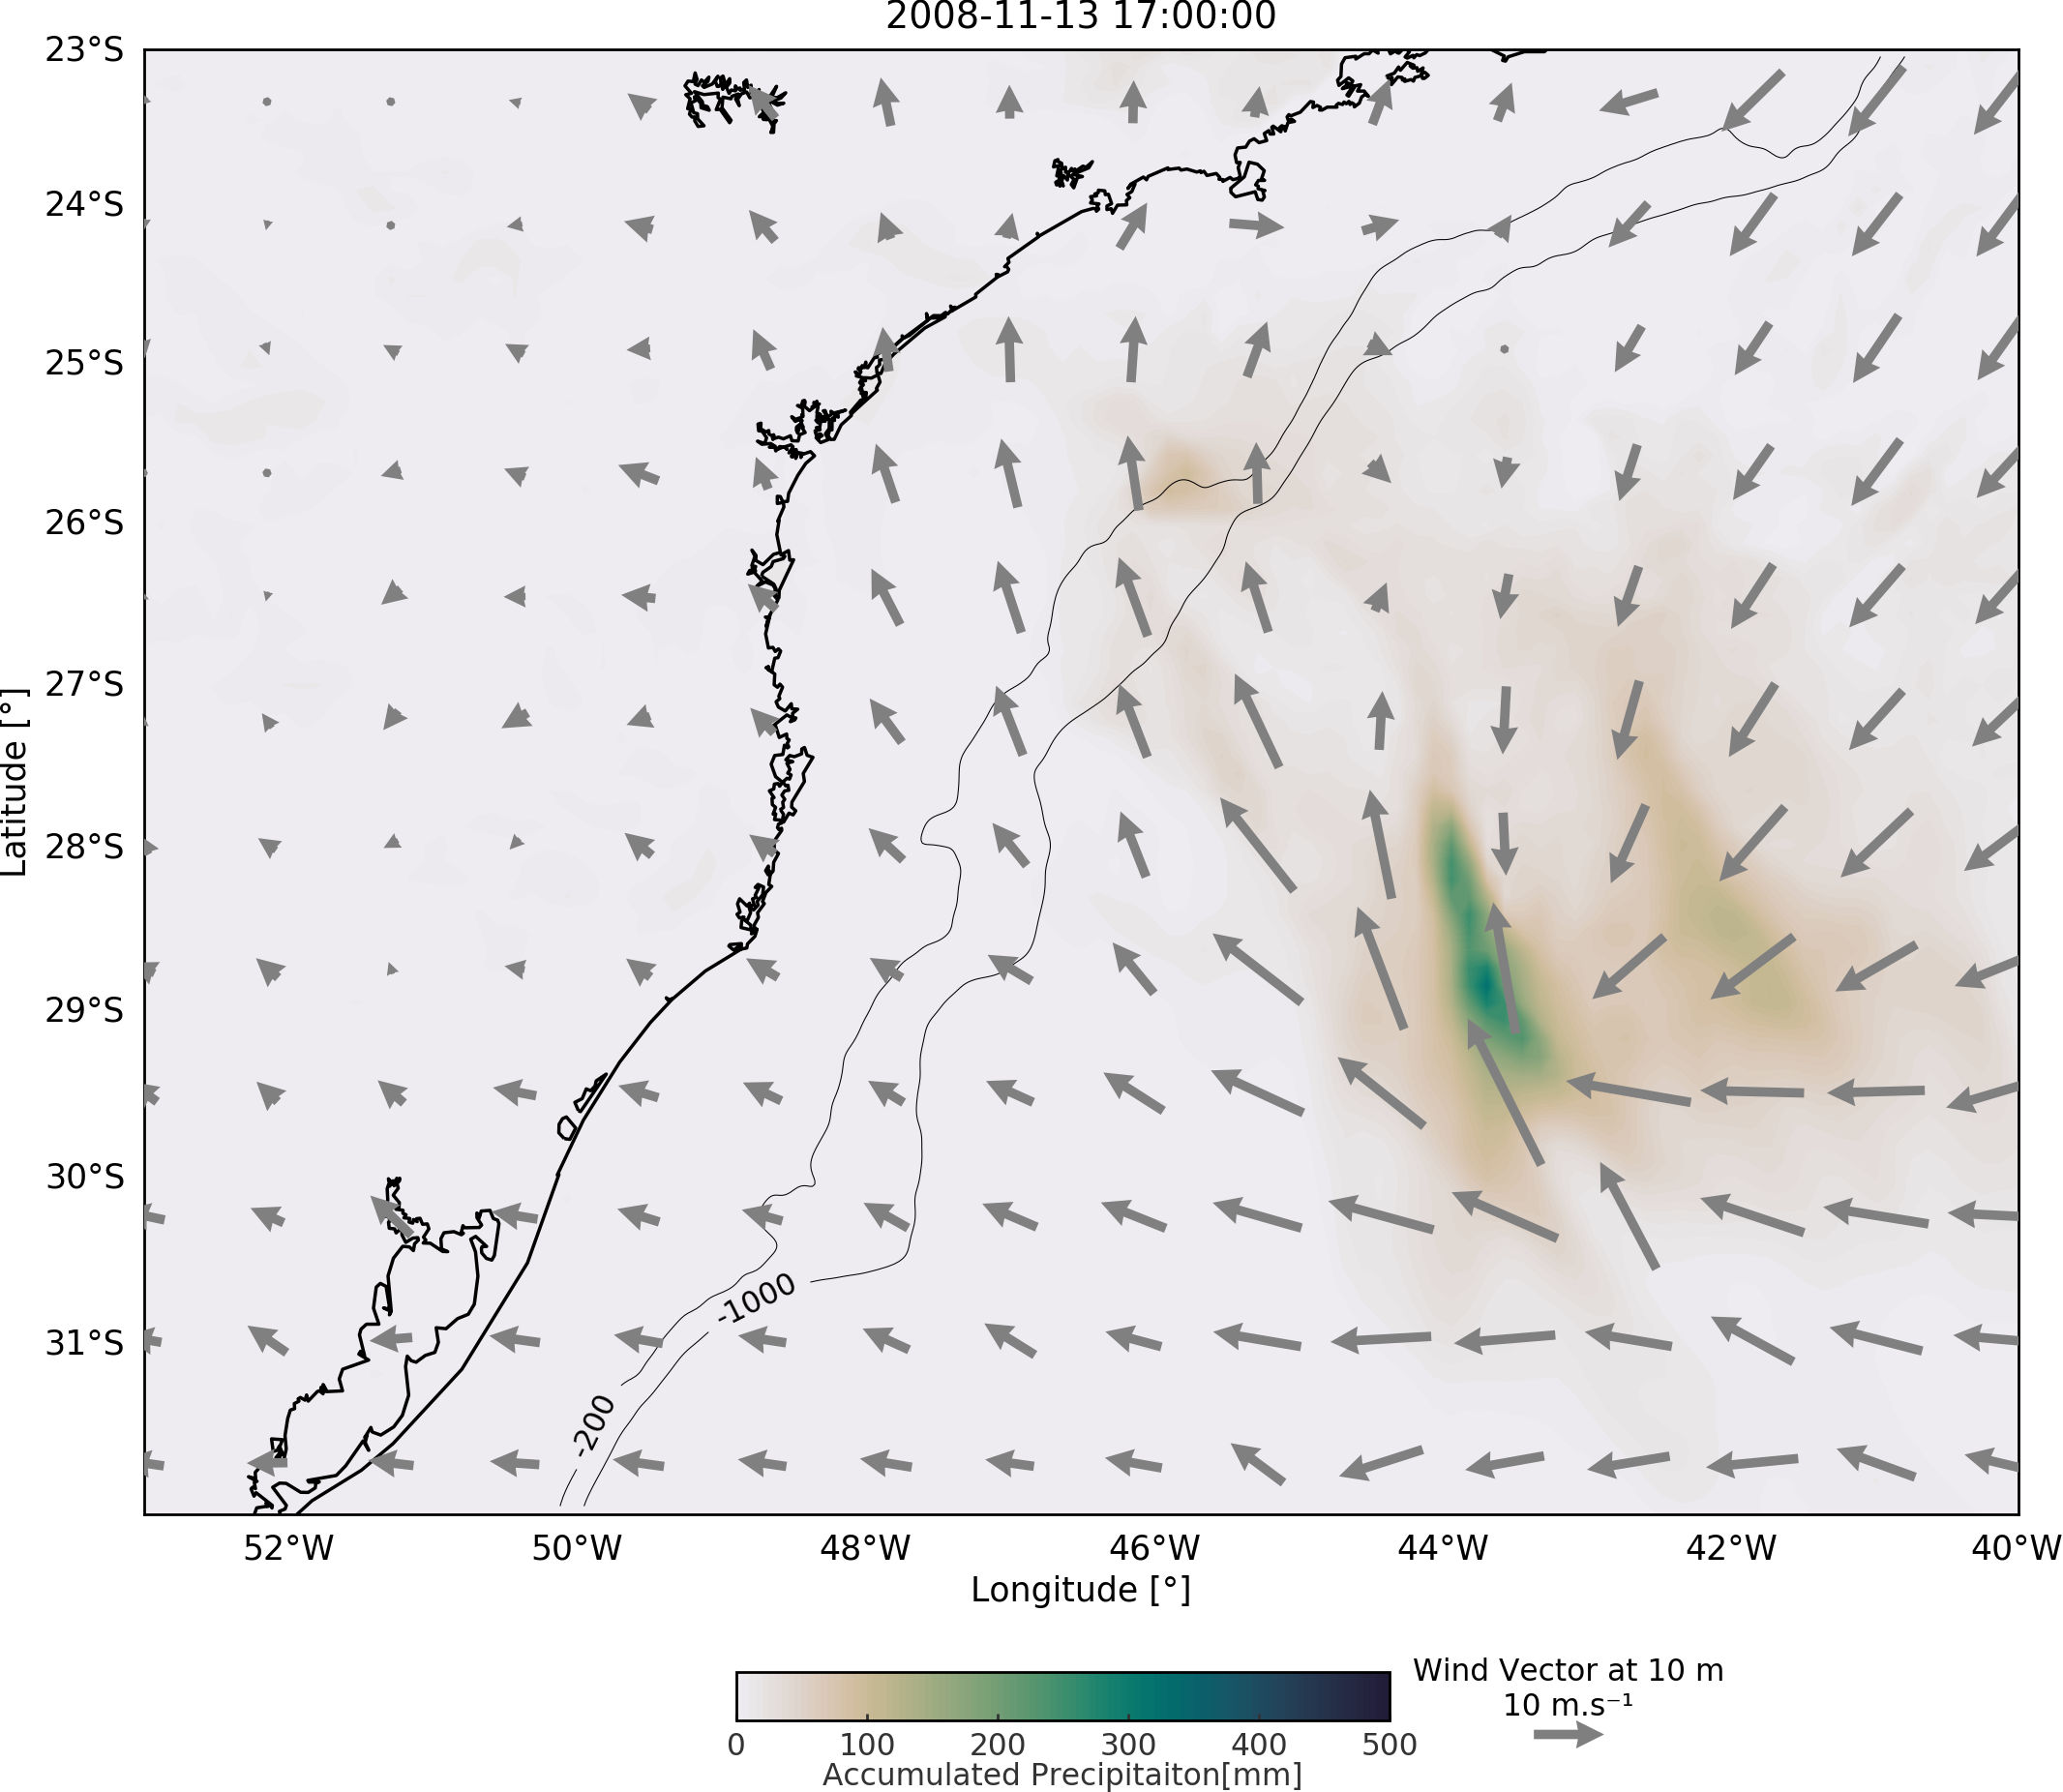 2008-11-13 17:00:00
23°S
24°S
25°S
26°S
27°S
28°S
29°S
30°S
31°S
Latitude [°]
-1000
-200
52°W
50°W
48°W
46°W
44°W
42°W
40°W
Longitude [°]
0
100
200
300
400
500
Accumulated Precipitaiton[mm]
Wind Vector at 10 m
10 m.s⁻¹